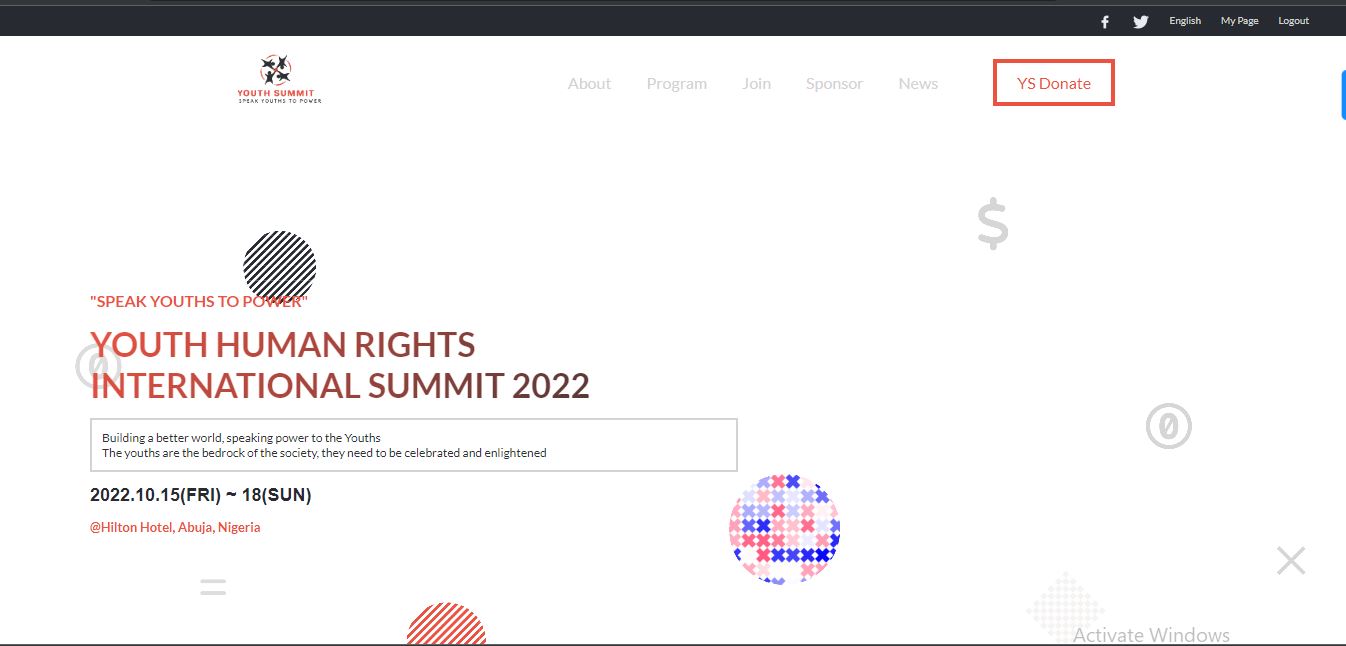 English My Page Logout
YOUTH SUMMIT
SPEAK YOUTHS TO POWER
About Program Join Sponsor News YS Donate
"SPEAK YOUTHS TO POWER"
YOUTH HUMAN RIGHTS
INTERNATIONAL SUMMIT 2022
Building a better world, speaking power to the Youths
The youths are the bedrock of the society, they need to be celebrated and enlightened
2022.10.15(FRI) ~ 18(SUN)
@Hilton Hotel, Abuja, Nigeria
Activate Windows